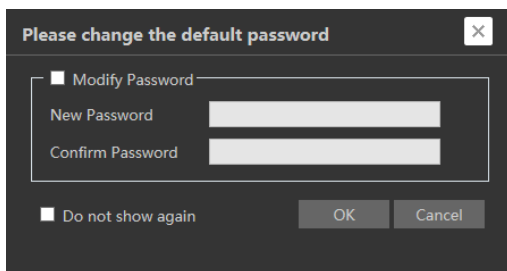 Please change the default password
Modify Password
New Password
Confirm Password
Do not show again
OK
Cancel